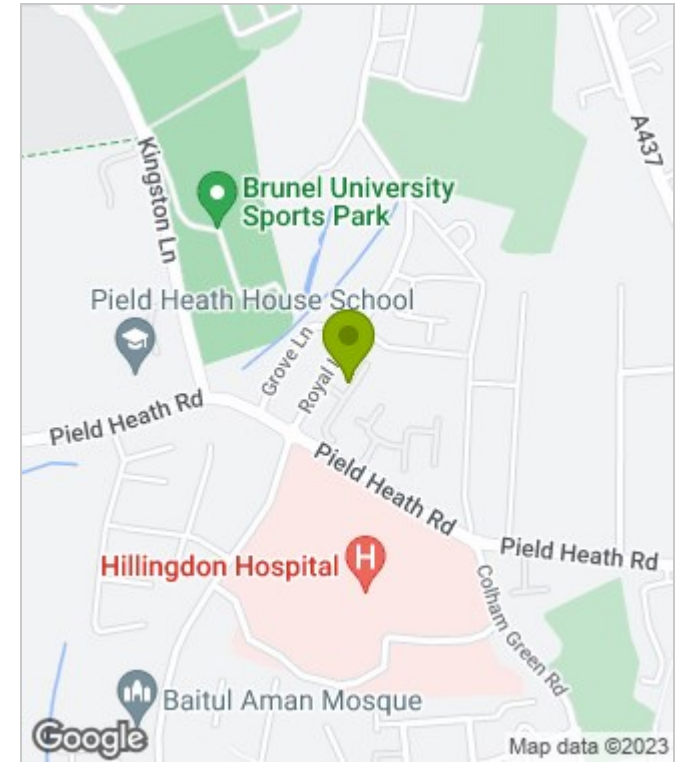 A437
Kingston Ln
Brunel University
Sports Park
Pield Heath House School
Grove Ln
Royal
Pield Heath Rd
Pield Heath Rd
Hillingdon Hospital
H
Pield Heath Rd
Colham Green Rd
Baitul Aman Mosque
Google
Map data ©2023